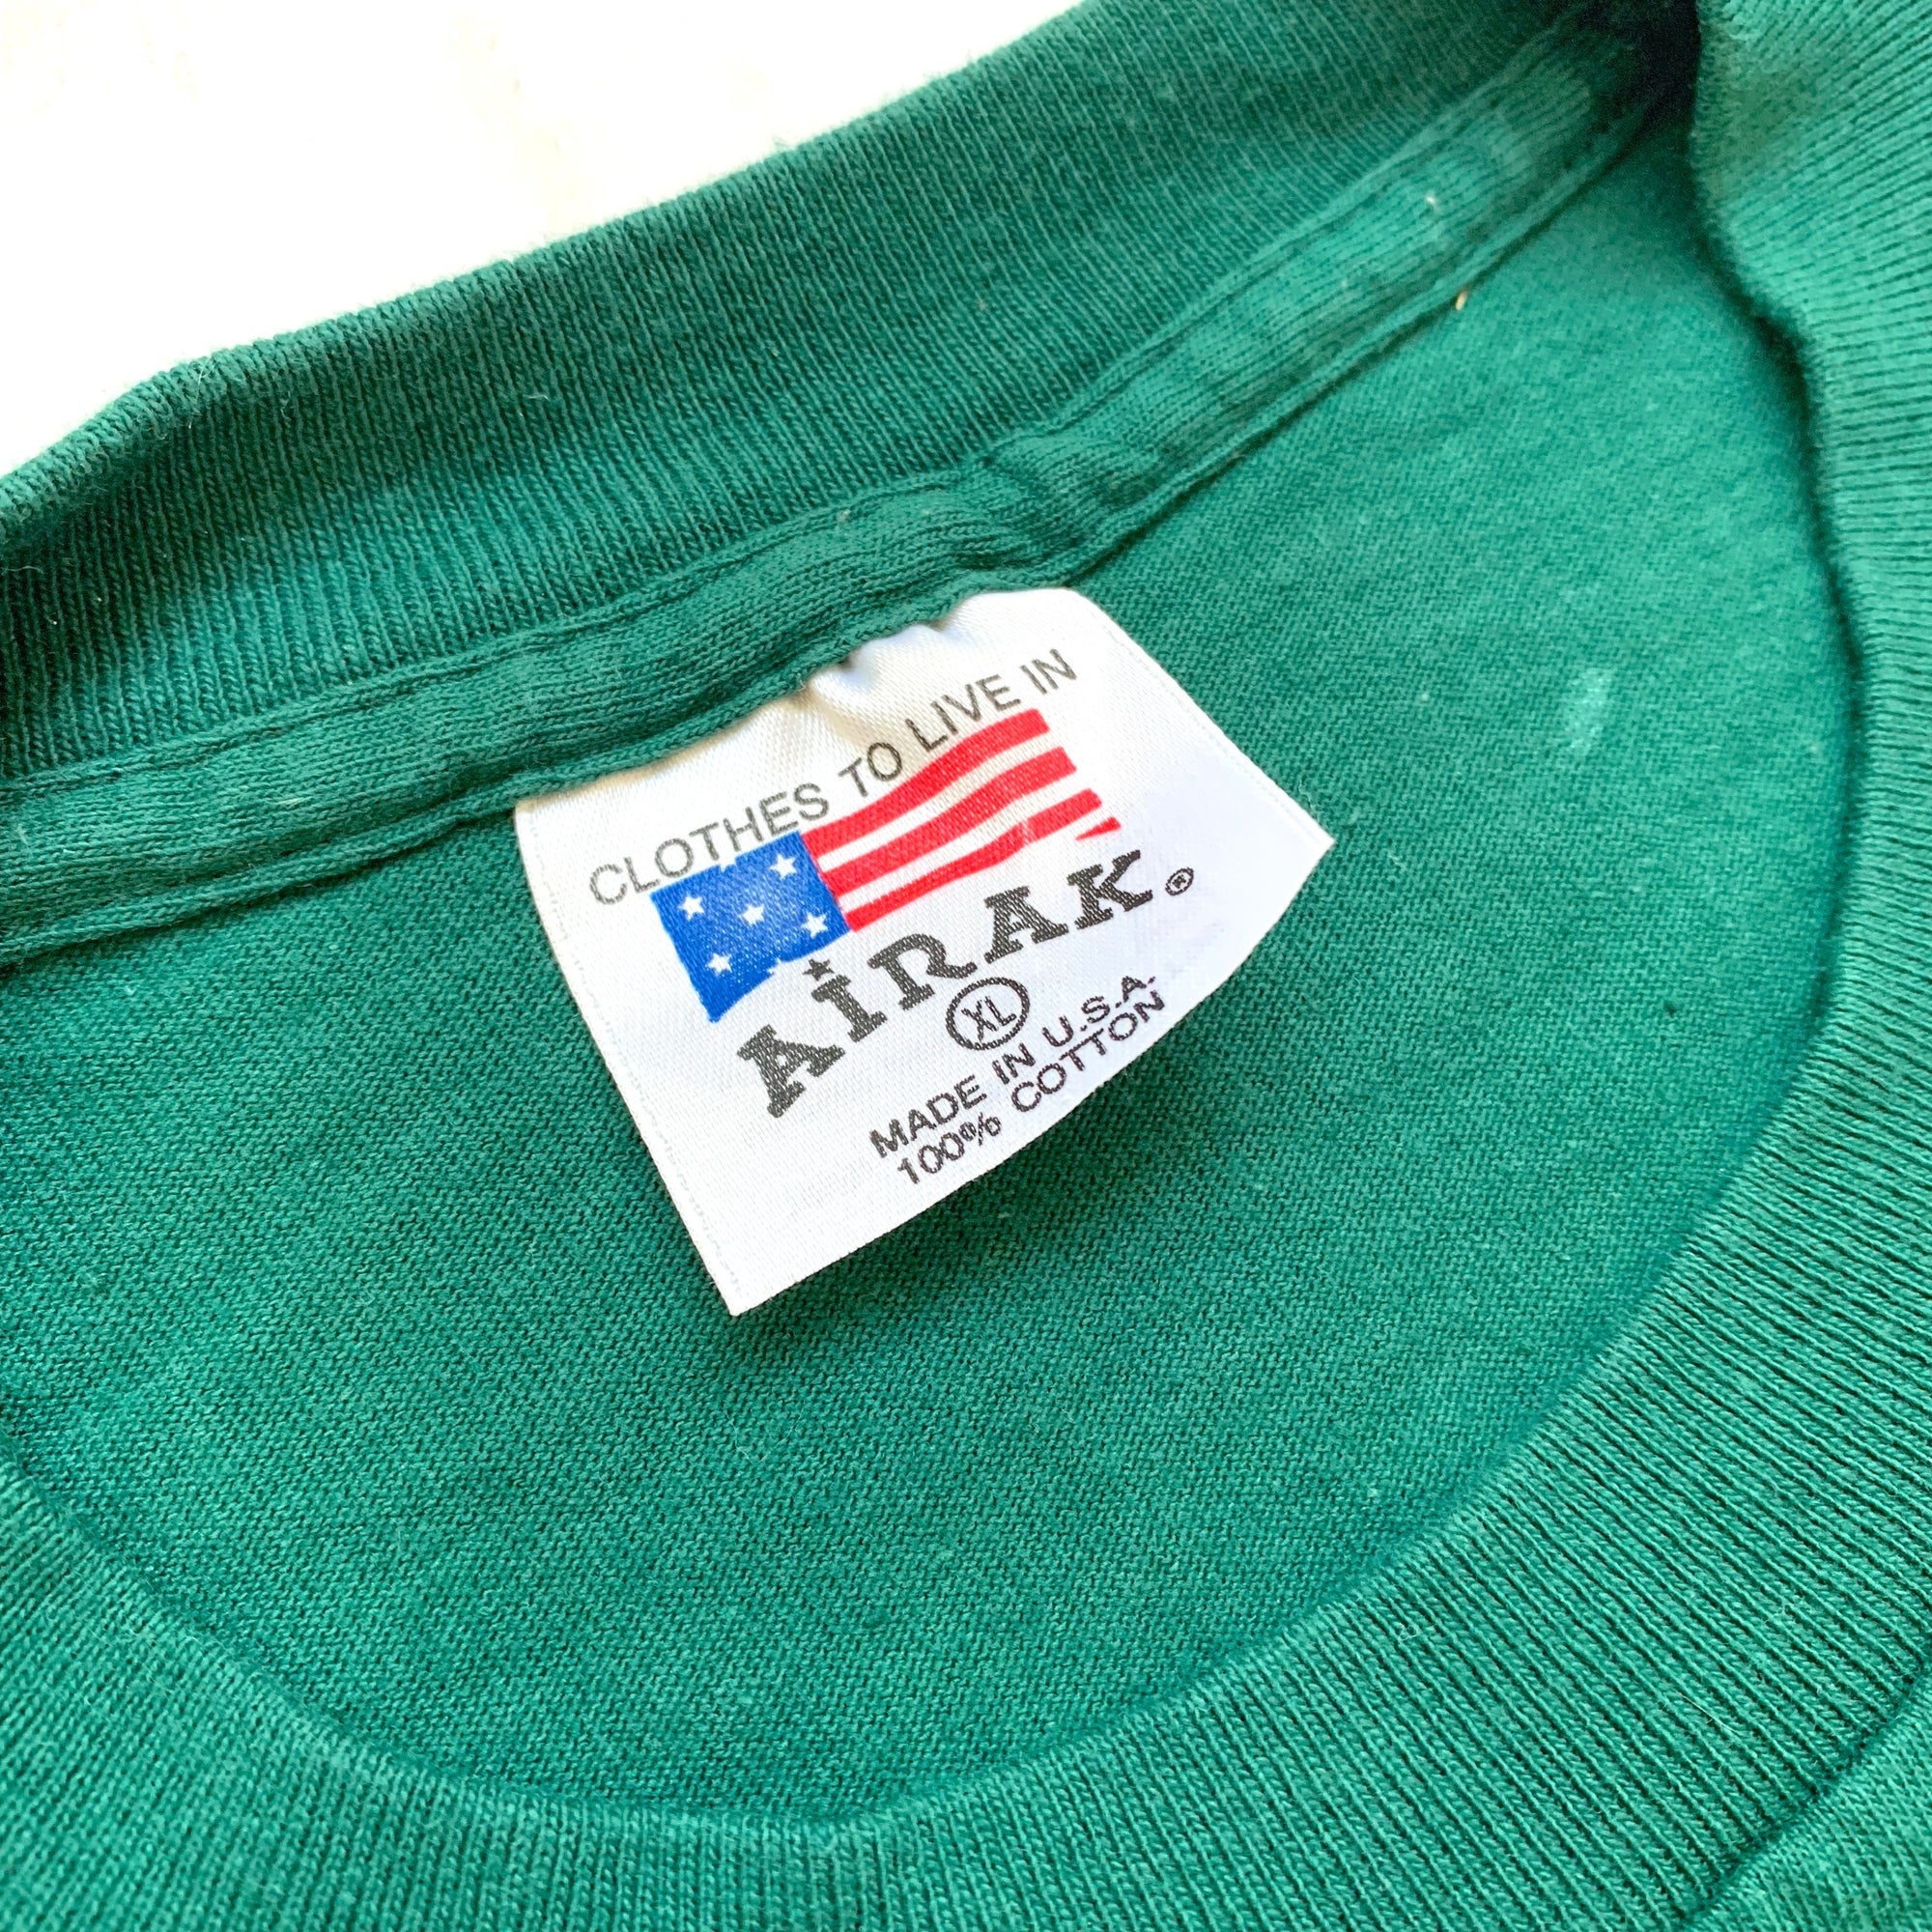 CLOTHES TO LIVE IN
AiRAK®
XL
MADE IN U.S.A.
100% COTTON